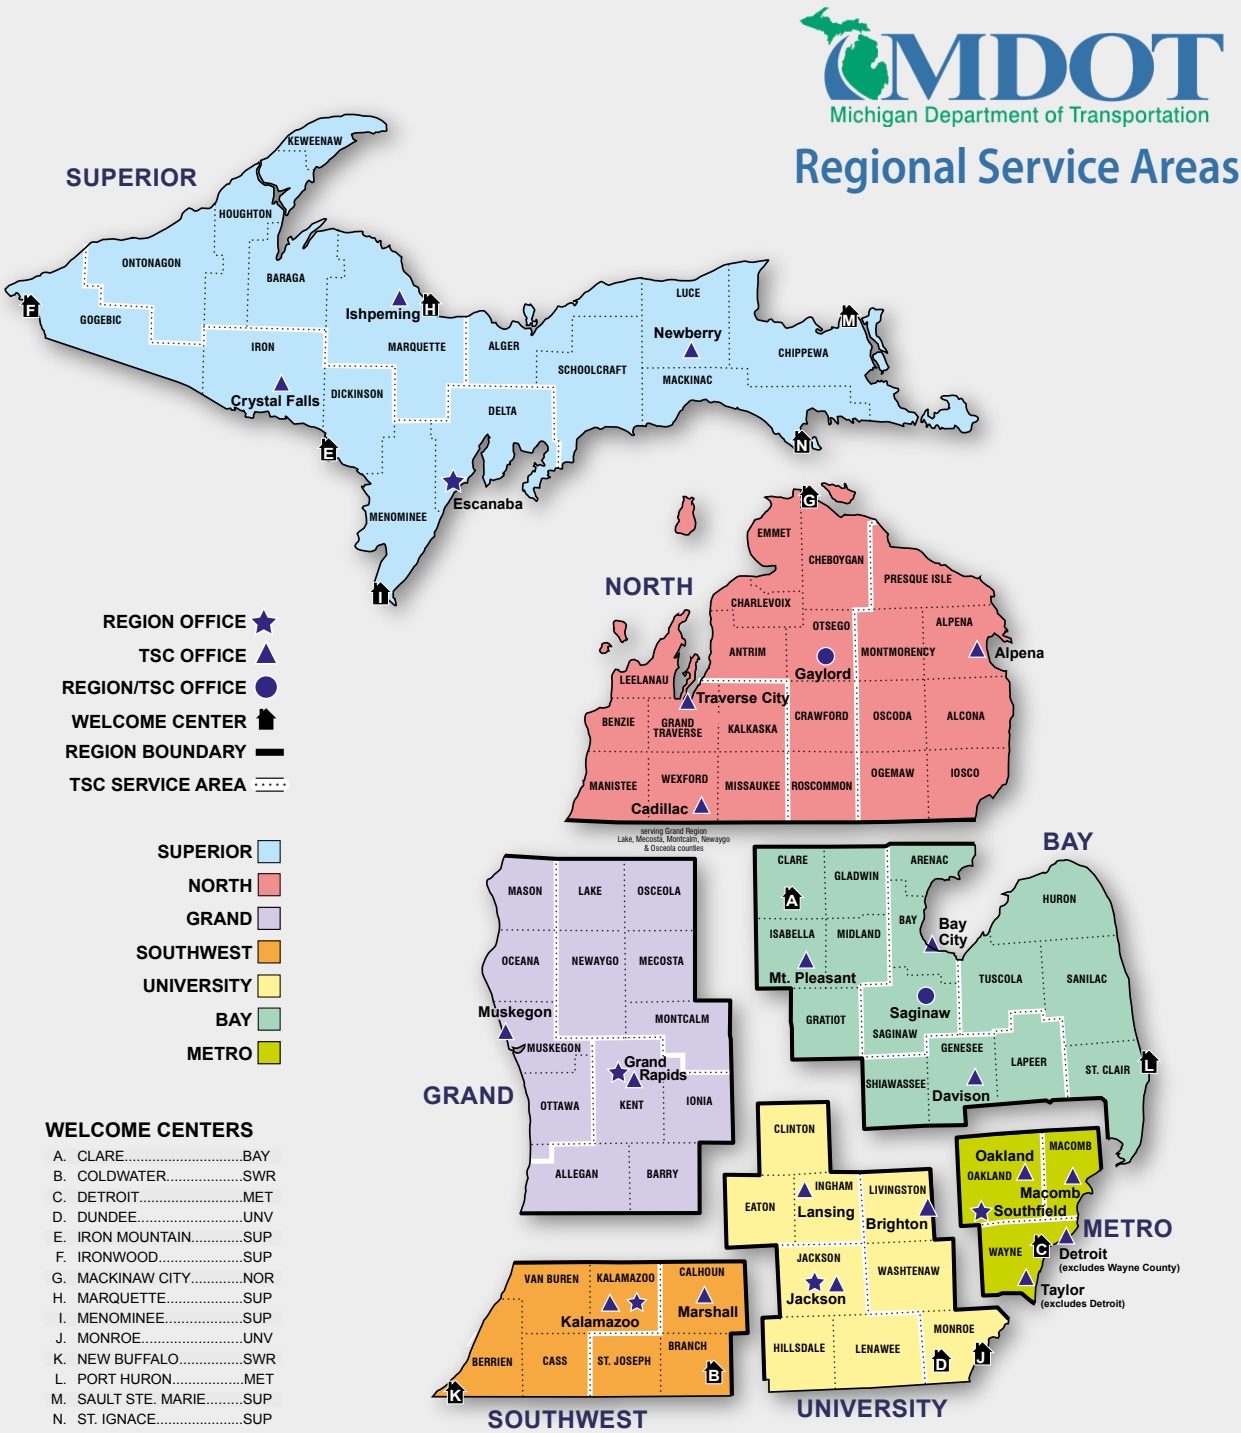 MDOT
Michigan Department of Transportation
Regional Service Areas
SUPERIOR
KEWEENAW
HOUGHTON
ONTONAGON
BARAGA
GOGEBIC
F
Ishpeming
H
LUCE
Newberry
M
IRON
MARQUETTE
ALGER
CHIPPEWA
SCHOOLCRAFT
MACKINAC
Crystal Falls
DICKINSON
DELTA
E
N
Escanaba
MENOMINEE
I
G
NORTH
EMMET
CHEBOYGAN
PRESQUE ISLE
CHARLEVOIX
OTSEGO
ALPENA
ANTRIM
MONTMORENCY
Alpena
Gaylord
LEELANAU
Traverse City
BENZIE
GRAND
TRAVERSE
KALKASKA
CRAWFORD
OSCODA
ALCONA
MANISTEE
WEXFORD
MISSAUKEE
ROSCOMMON
OGEMAW
IOSCO
Cadillac
serving Grand Region
Lake, Mecosta, Montcalm, Newaygo
& Osceola counties
REGION OFFICE
TSC OFFICE
REGION/TSC OFFICE
WELCOME CENTER
REGION BOUNDARY
TSC SERVICE AREA
SUPERIOR
NORTH
GRAND
SOUTHWEST
UNIVERSITY
BAY
METRO
BAY
CLARE
GLADWIN
ARENAC
A
HURON
BAY
Bay
City
ISABELLA
MIDLAND
Mt. Pleasant
TUSCOLA
SANILAC
Saginaw
GRATIOT
SAGINAW
GENESEE
LAPEER
L
ST. CLAIR
SHIAWASSEE
Davison
MASON
LAKE
OSCEOLA
OCEANA
NEWAYGO
MECOSTA
Muskegon
MONTCALM
MUSKEGON
Grand
Rapids
GRAND
OTTAWA
KENT
IONIA
ALLEGAN
BARRY
CLINTON
EATON
INGHAM
Lansing
LIVINGSTON
Brighton
JACKSON
Jackson
WASHTENAW
HILLSDALE
LENAWEE
MONROE
D
J
UNIVERSITY
MACOMB
Oakland
OAKLAND
Macomb
Southfield
METRO
WAYNE
C
Detroit
(excludes Wayne County)
Taylor
(excludes Detroit)
VAN BUREN
KALAMAZOO
CALHOUN
Kalamazoo
Marshall
BERRIEN
CASS
ST. JOSEPH
BRANCH
B
K
SOUTHWEST
WELCOME CENTERS
A. CLARE............................BAY
B. COLDWATER..................SWR
C. DETROIT.........................MET
D. DUNDEE.........................UNV
E. IRON MOUNTAIN............SUP
F. IRONWOOD....................SUP
G. MACKINAW CITY............NOR
H. MARQUETTE..................SUP
I. MENOMINEE...................SUP
J. MONROE........................UNV
K. NEW BUFFALO...............SWR
L. PORT HURON.................MET
M. SAULT STE. MARIE.........SUP
N. ST. IGNACE.....................SUP